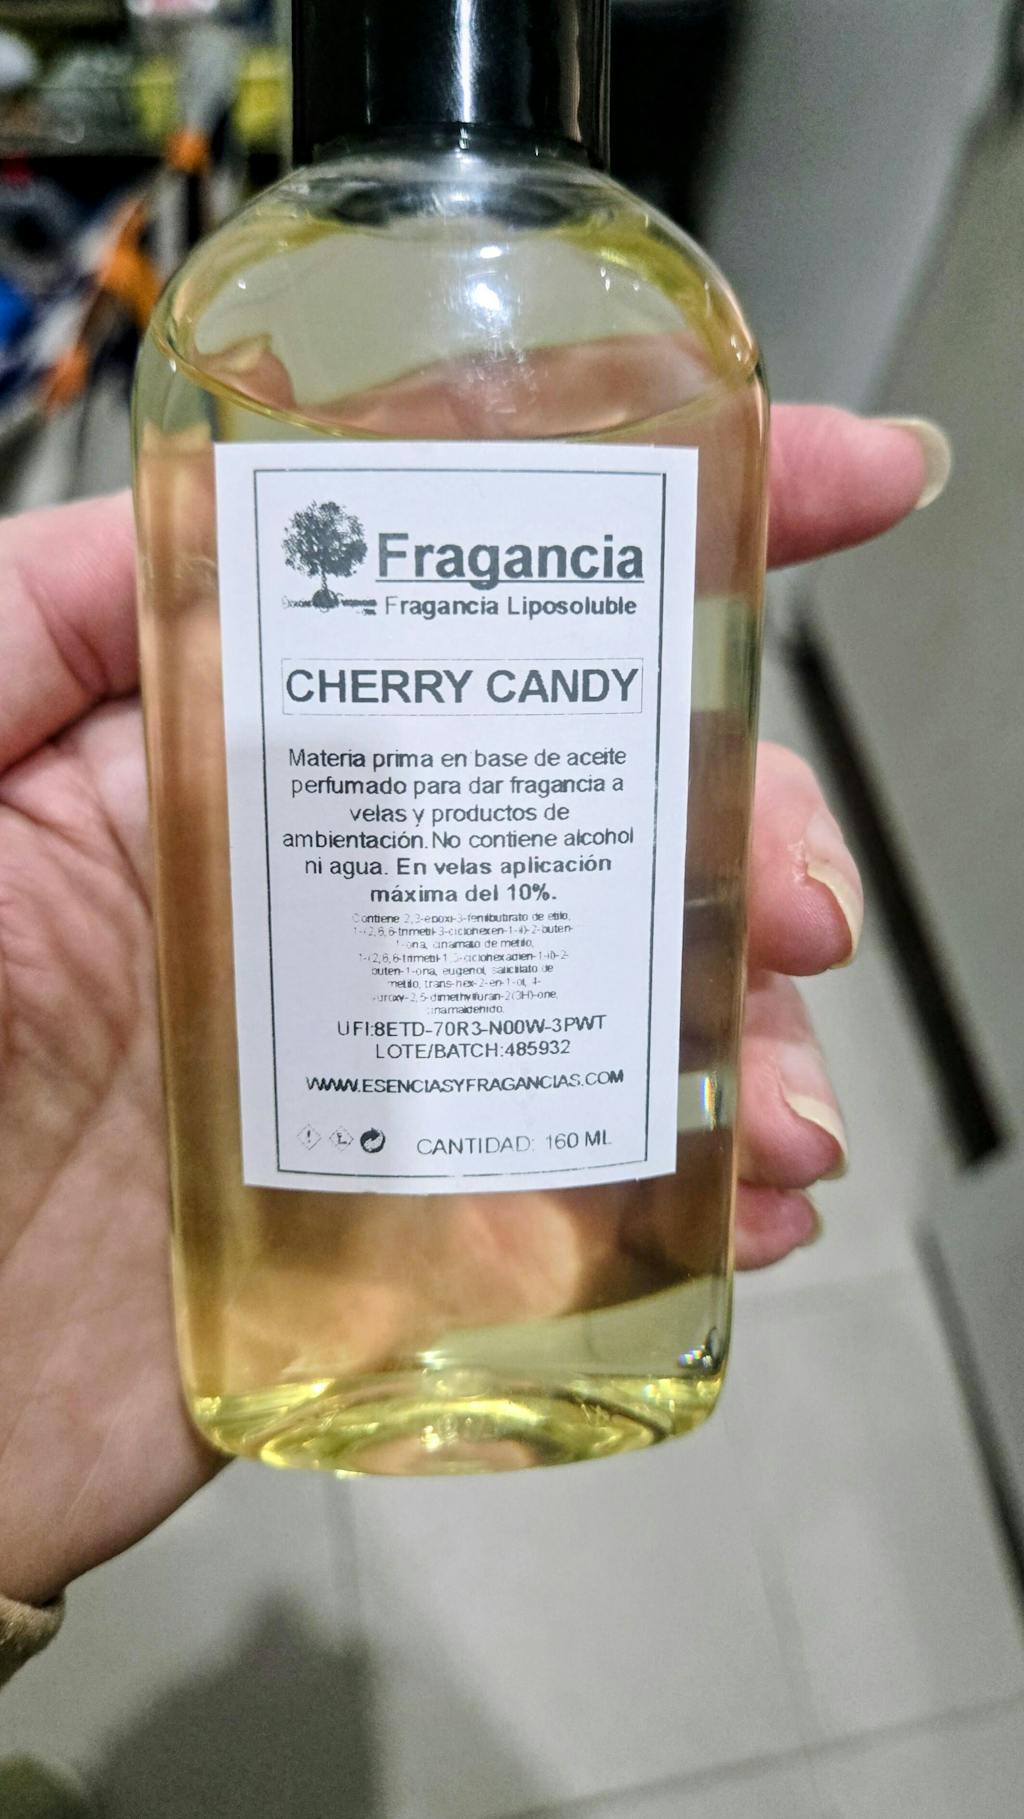 Fragancia
Fragancia Liposoluble
CHERRY CANDY
Materia prima en base de aceite
perfumado para dar fragancia a
velas y productos de
ambientación. No contiene alcohol
ni agua. En velas aplicación
máxima del 10%.
Contiene 2,3-epoxi-3-fenilbutirato de etilo,
1-(2,6,6-trimetil-3-ciclohexen-1-il)-2-buten-
1-ona, cinamato de metilo,
1-(2,6,6-trimetil-1,3-ciclohexadien-1-il)-2-
buten-1-ona, eugenol, salicilato de
metilo, trans-hex-2-en-1-ol, 4-
-2,5-dimethylfuran-2(3H)-one,
cinamaldehido.
UFI:8ETD-70R3-N00W-3PWT
LOTE/BATCH:485932
WWW.ESENCIASYFRAGANCIAS.COM
CANTIDAD: 160 ML